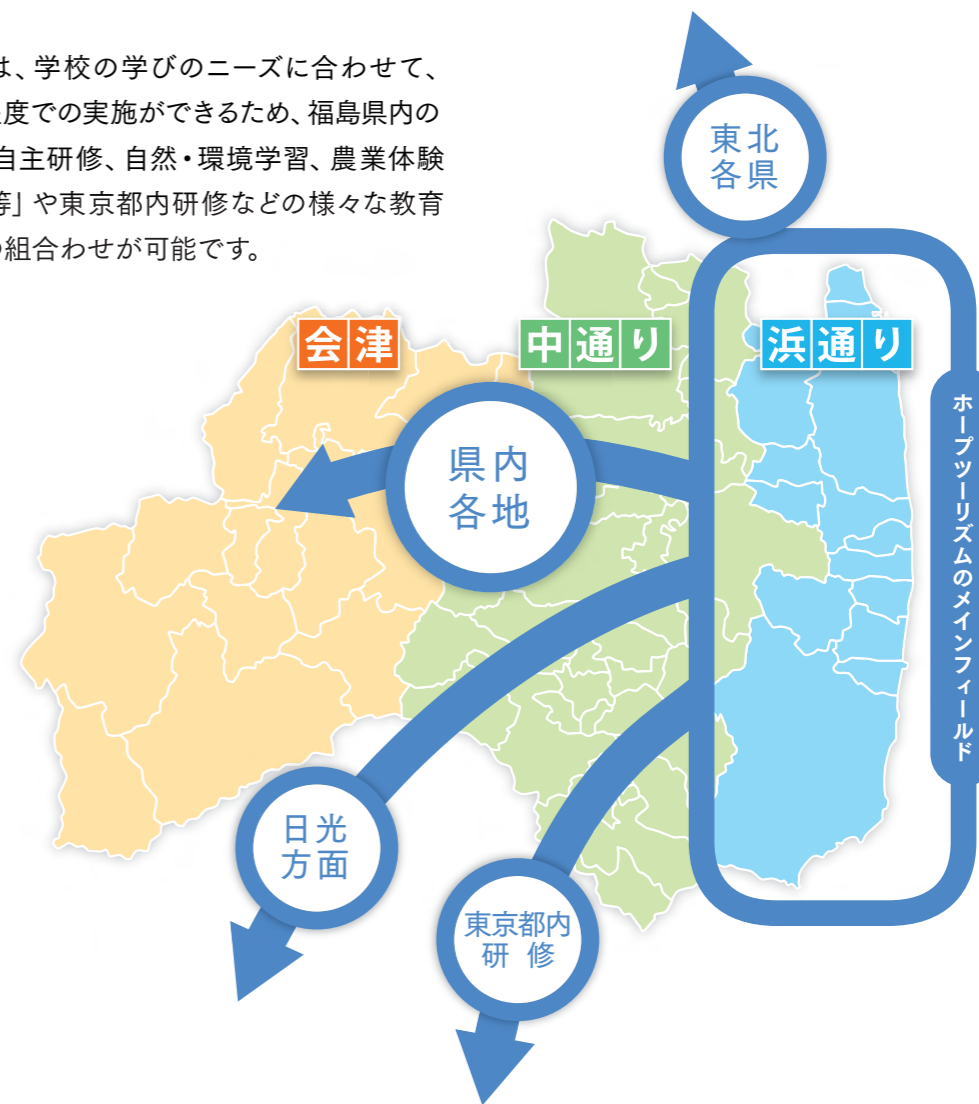 は、学校の学びのニーズに合わせて、
度での実施ができるため、福島県内の
自主研修、自然・環境学習、農業体験
等」や東京都内研修などの様々な教育
組合わせが可能です。
東北
各県
会津
中通り
浜通り
県内
各地
ホープツーリズムのメインフィールド
日光
方面
東京都内
研 修